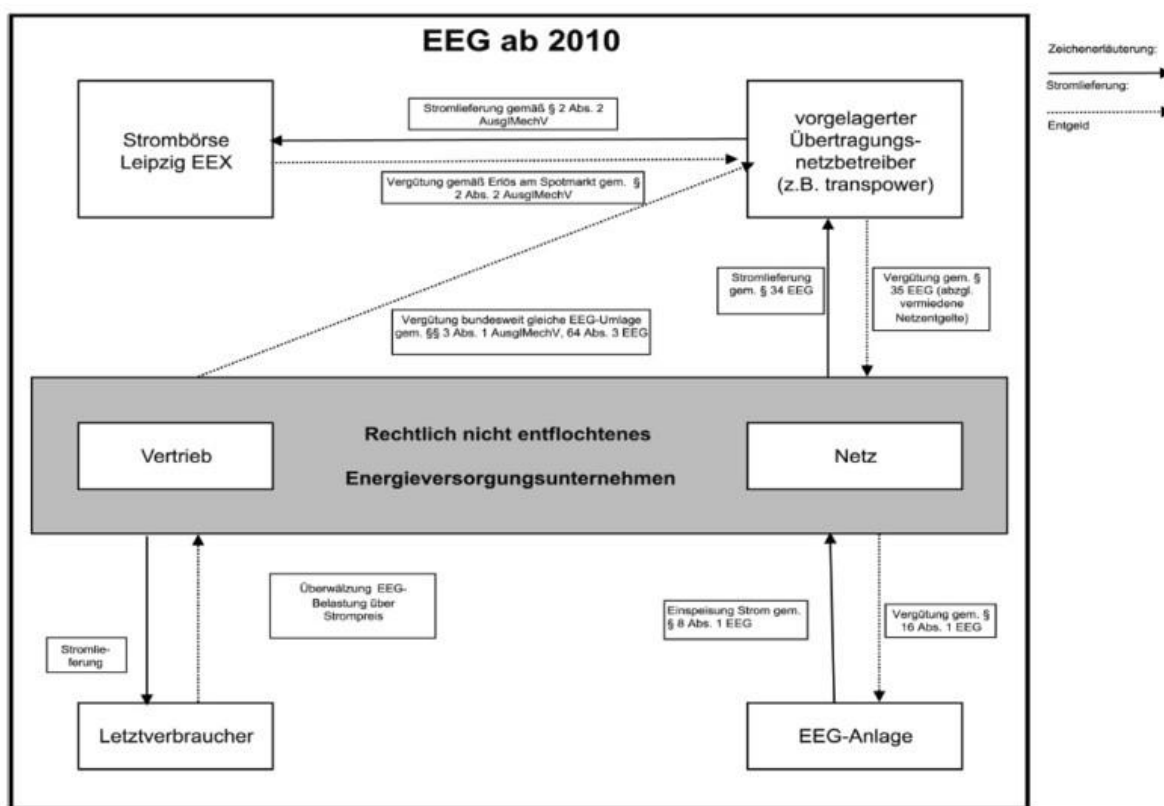 EEG ab 2010
Zeichenerläuterung:
Stromlieferung:
Entgeld
Strombörse
Leipzig EEX
Stromlieferung gemäß § 2 Abs. 2
AusglMechV
Vergütung gemäß Erlös am Spotmarkt gem. §
2 Abs. 2 AusglMechV
vorgelagerter
Übertragungs-
netzbetreiber
(z.B. transpower)
Vergütung bundesweit gleiche EEG-Umlage
gem. §§ 3 Abs. 1 AusglMechV, 64 Abs. 3 EEG
Stromlieferung
gem. § 34 EEG
Vergütung gem. §
35 EEG (abzgl.
vermiedene
Netzentgelte)
Vertrieb
Rechtlich nicht entflochtenes
Energieversorgungsunternehmen
Netz
Stromlie-
ferung
Überwälzung EEG-
Belastung über
Strompreis
Einspeisung Strom gem.
§ 8 Abs. 1 EEG
Vergütung gem. §
16 Abs. 1 EEG
Letztverbraucher
EEG-Anlage